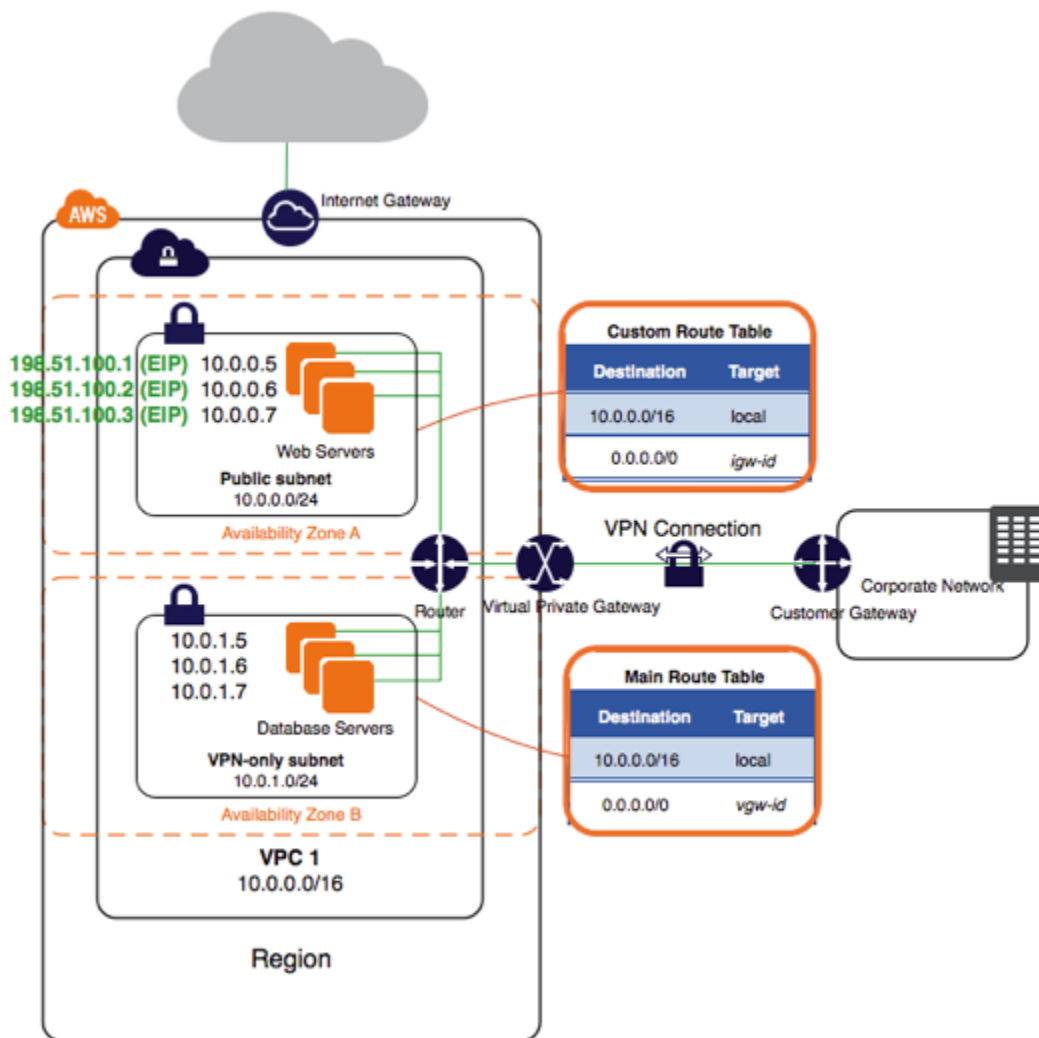 Internet Gateway
AWS
198.51.100.1 (EIP) 10.0.0.5
198.51.100.2 (EIP) 10.0.0.6
198.51.100.3 (EIP) 10.0.0.7
Web Servers
Public subnet
10.0.0.0/24
Availability Zone A
Custom Route Table
Destination Target
10.0.0.0/16 local
0.0.0.0/0 igw-id
VPN Connection
Router
Virtual Private Gateway
Customer Gateway
Corporate Network
10.0.1.5
10.0.1.6
10.0.1.7
Database Servers
VPN-only subnet
10.0.1.0/24
Availability Zone B
Main Route Table
Destination Target
10.0.0.0/16 local
0.0.0.0/0 vgw-id
VPC 1
10.0.0.0/16
Region